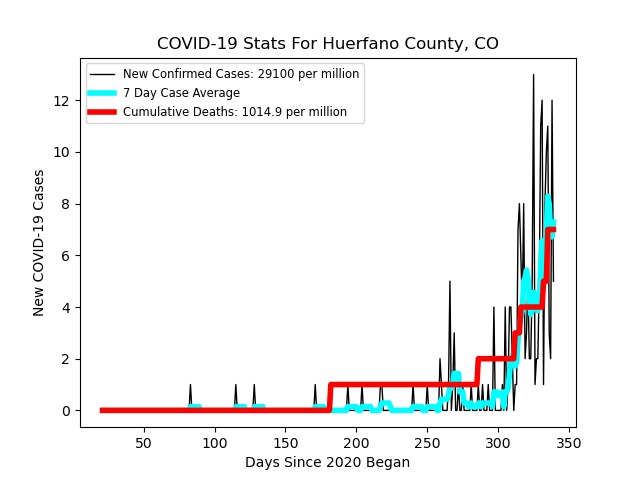 COVID-19 Stats For Huerfano County, CO
New Confirmed Cases: 29100 per million
7 Day Case Average
Cumulative Deaths: 1014.9 per million
New COVID-19 Cases
12
10
8
6
4
2
0
50 100 150 200 250 300 350
Days Since 2020 Began